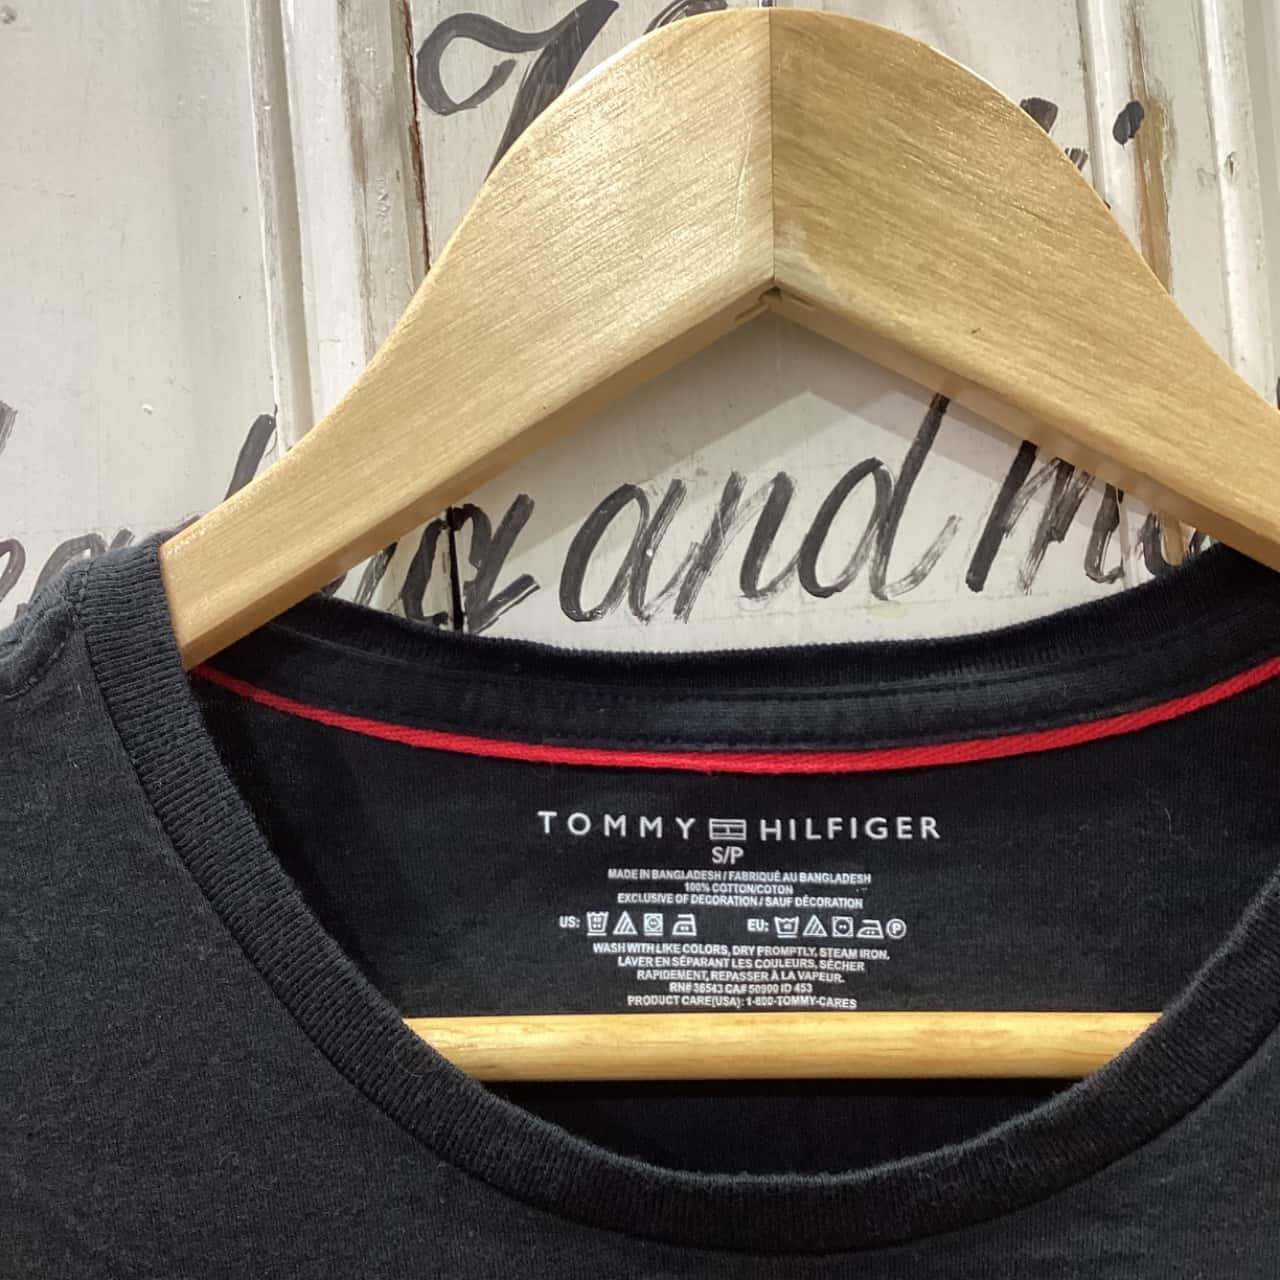 and
TOMMY HILFIGER
S/P
MADE IN BANGLADESH / FABRIQUÉ AU BANGLADESH
100% COTTON/COTON
EXCLUSIVE OF DECORATION / SAUF DÉCORATION
US: EU: P
WASH WITH LIKE COLORS, DRY PROMPTLY, STEAM IRON.
LAVER EN SÉPARANT LES COULEURS, SÉCHER
RAPIDEMENT, REPASSER À LA VAPEUR.
RN# 36543 CA# 50900 ID 453
PRODUCT CARE(USA): 1-800-TOMMY-CARES